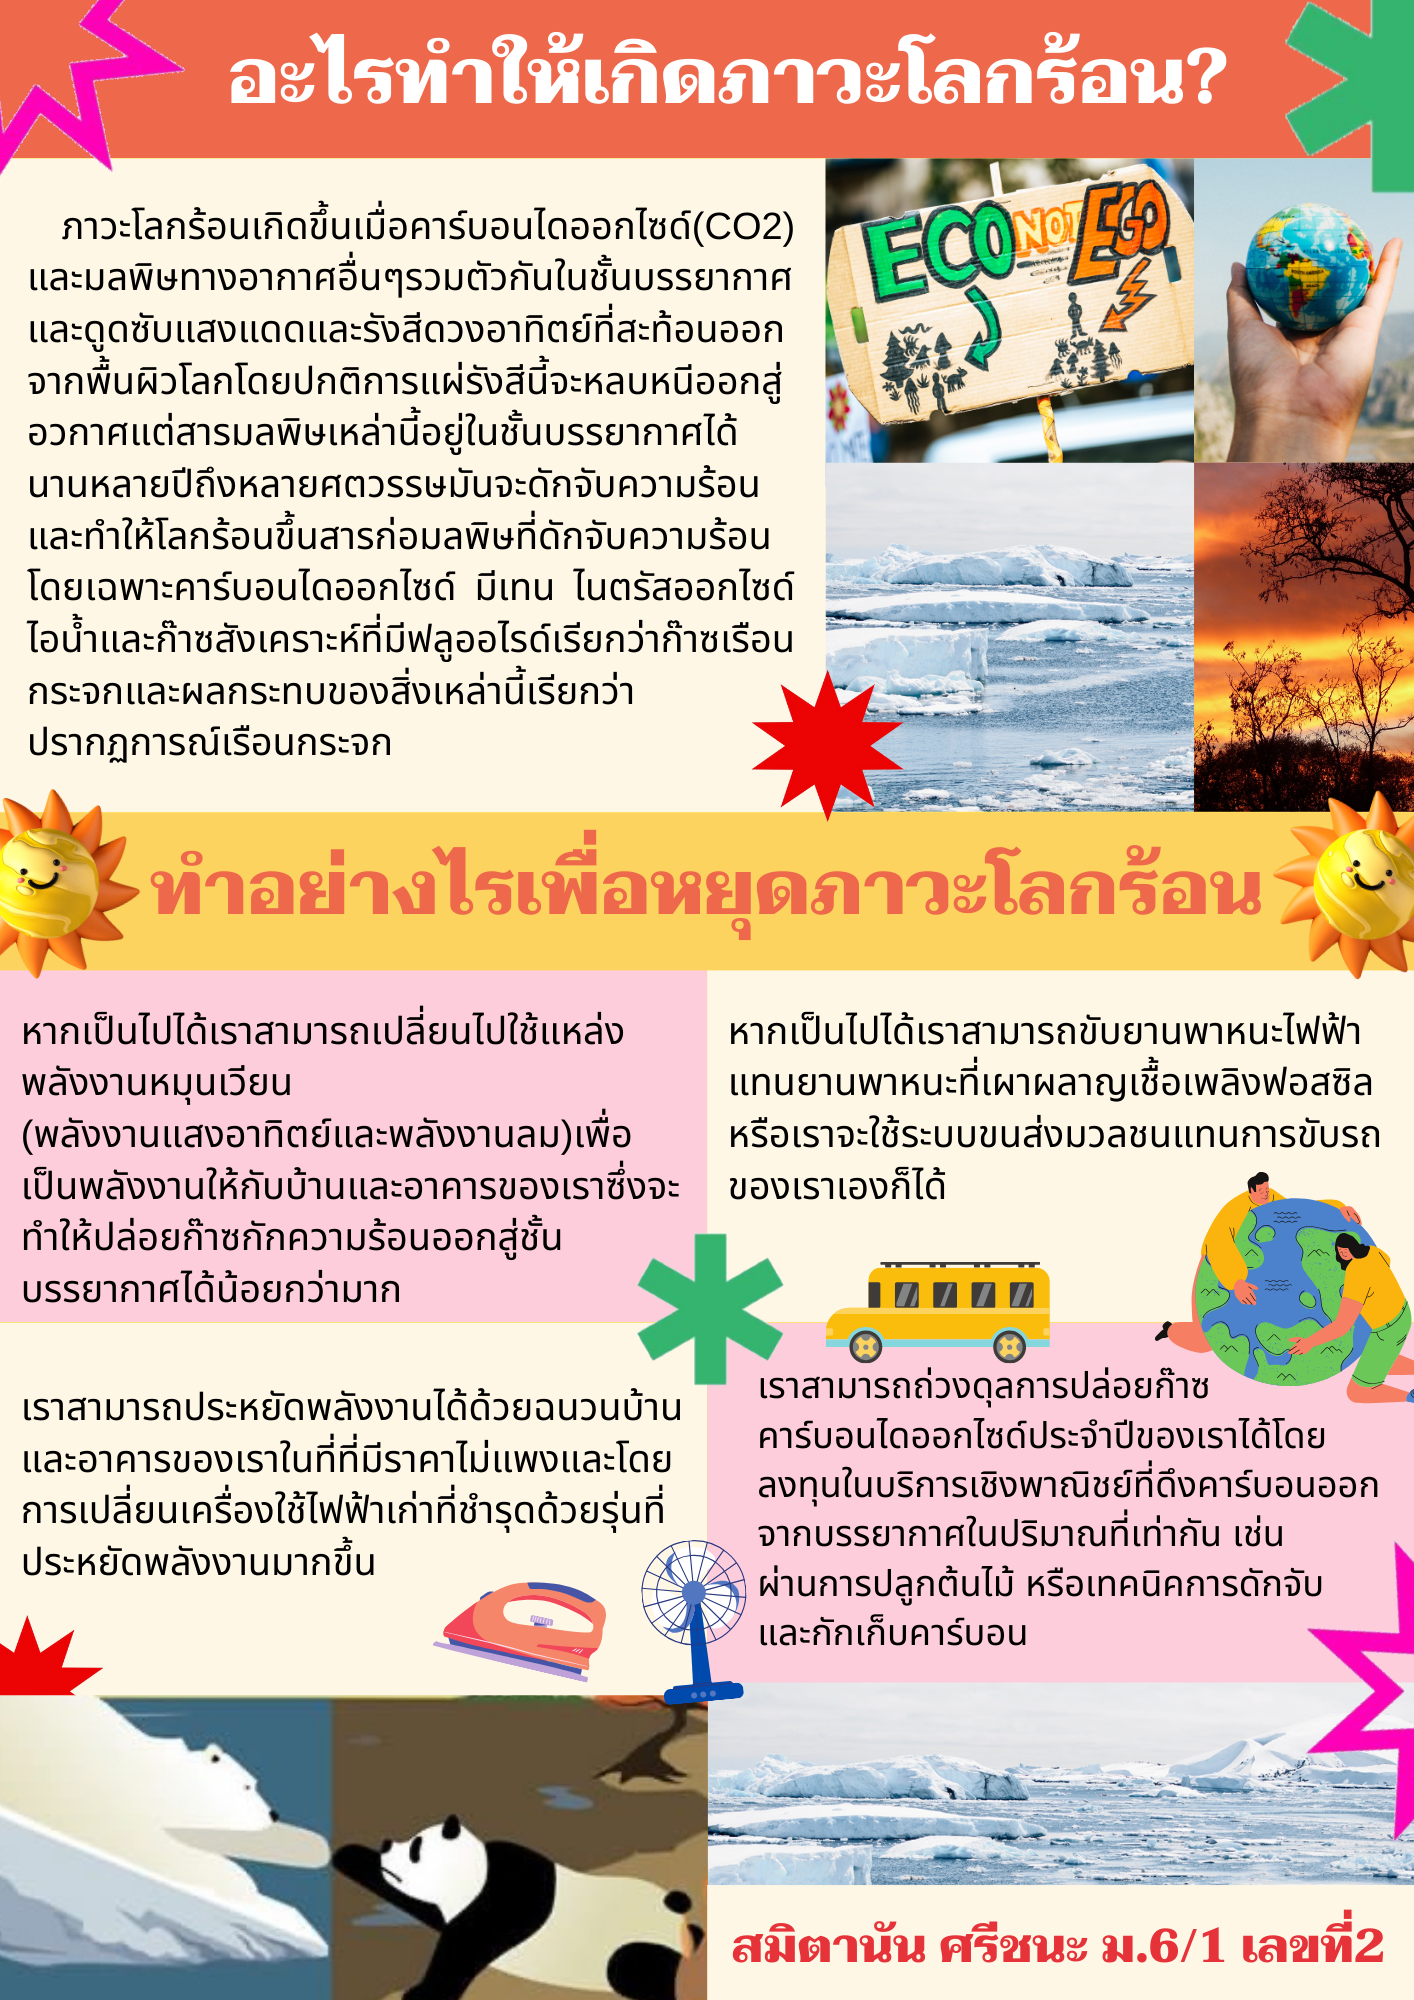 อะไรทำให้เกิดภาวะโลกร้อน?
ภาวะโลกร้อนเกิดขึ้นเมื่อคาร์บอนไดออกไซด์(CO2)
และมลพิษทางอากาศอื่นๆรวมตัวกันในชั้นบรรยากาศ
และดูดซับแสงแดดและรังสีดวงอาทิตย์ที่สะท้อนออก
จากพื้นผิวโลกโดยปกติการแผ่รังสีนี้จะหลบหนีออกสู่
อวกาศแต่สารมลพิษเหล่านี้อยู่ในชั้นบรรยากาศได้
นานหลายปีถึงหลายศตวรรษมันจะดักจับความร้อน
และทำให้โลกร้อนขึ้นสารก่อมลพิษที่ดักจับความร้อน
โดยเฉพาะคาร์บอนไดออกไซด์ มีเทน ไนตรัสออกไซด์
ไอน้ำและก๊าซสังเคราะห์ที่มีฟลูออไรด์เรียกว่าก๊าซเรือน
กระจกและผลกระทบของสิ่งเหล่านี้เรียกว่า
ปรากฏการณ์เรือนกระจก
ECO NOT EGO
SOUTH AMERICA
ทำอย่างไรเพื่อหยุดภาวะโลกร้อน
หากเป็นไปได้เราสามารถเปลี่ยนไปใช้แหล่ง
พลังงานหมุนเวียน
(พลังงานแสงอาทิตย์และพลังงานลม)เพื่อ
เป็นพลังงานให้กับบ้านและอาคารของเราซึ่งจะ
ทำให้ปล่อยก๊าซกักความร้อนออกสู่ชั้น
บรรยากาศได้น้อยกว่ามาก
หากเป็นไปได้เราสามารถขับยานพาหนะไฟฟ้า
แทนยานพาหนะที่เผาผลาญเชื้อเพลิงฟอสซิล
หรือเราจะใช้ระบบขนส่งมวลชนแทนการขับรถ
ของเราเองก็ได้
เราสามารถประหยัดพลังงานได้ด้วยฉนวนบ้าน
และอาคารของเราในที่ที่มีราคาไม่แพงและโดย
การเปลี่ยนเครื่องใช้ไฟฟ้าเก่าที่ชำรุดด้วยรุ่นที่
ประหยัดพลังงานมากขึ้น
เราสามารถถ่วงดุลการปล่อยก๊าซ
คาร์บอนไดออกไซด์ประจำปีของเราได้โดย
ลงทุนในบริการเชิงพาณิชย์ที่ดึงคาร์บอนออก
จากบรรยากาศในปริมาณที่เท่ากัน เช่น
ผ่านการปลูกต้นไม้ หรือเทคนิคการดักจับ
และกักเก็บคาร์บอน
สมิตานัน ศรีชนะ ม.6/1 เลขที่2